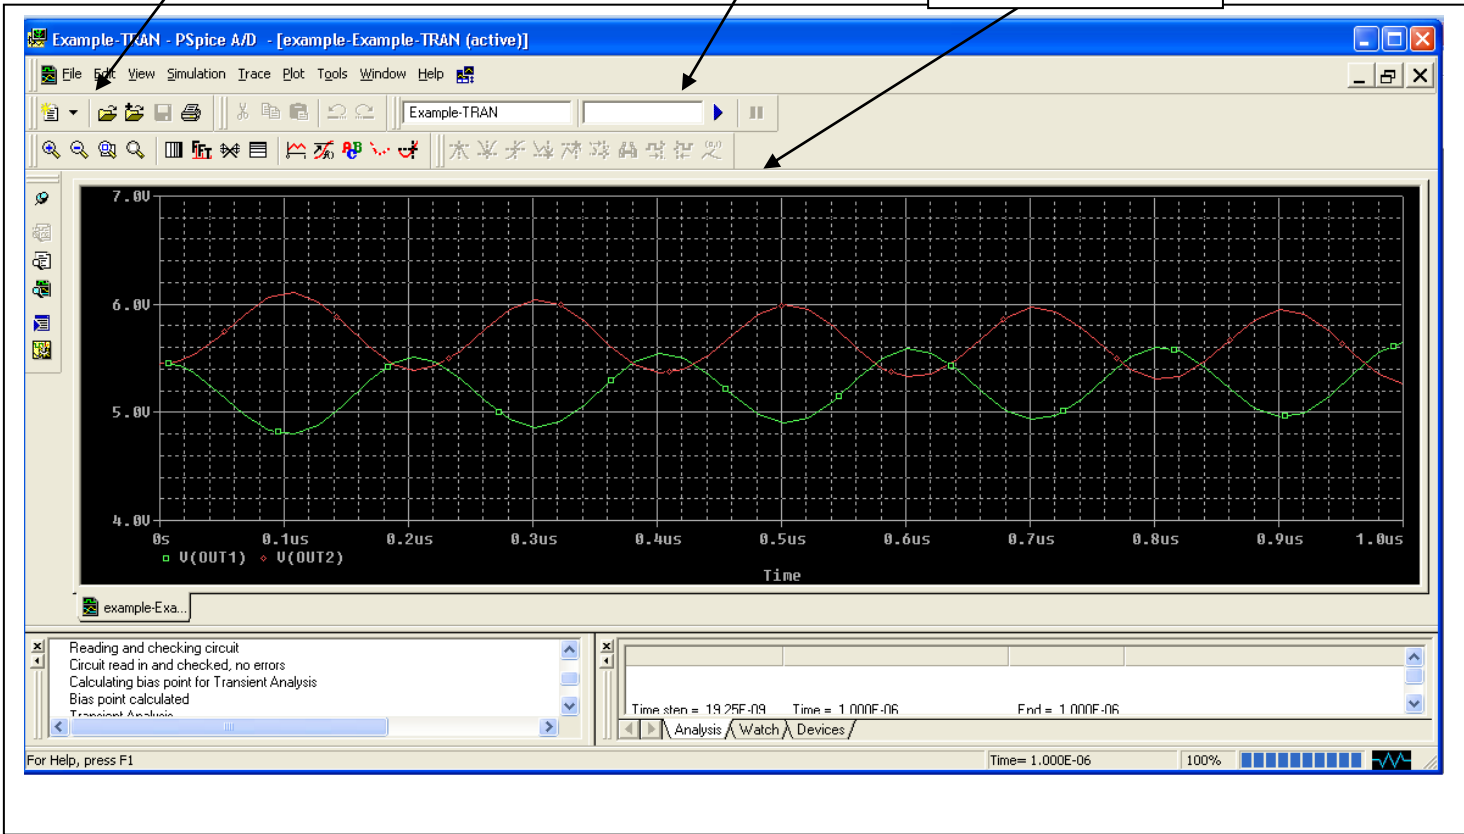 Example-TRAN - PSpice A/D - [example-Example-TRAN (active)]
File Edit View Simulation Trace Plot Tools Window Help
Example-TRAN
7.0V
6.0V
5.0V
4.0V
0s 0.1us 0.2us 0.3us 0.4us 0.5us 0.6us 0.7us 0.8us 0.9us 1.0us
V(OUT1) V(OUT2)
Time
example-Exa...
Reading and checking circuit
Circuit read in and checked, no errors
Calculating bias point for Transient Analysis
Bias point calculated
Transient Analysis
Time step = 19.25E-09 Time = 1.000E-06 End = 1.000E-06
Analysis Watch Devices
For Help, press F1 Time= 1.000E-06 100%